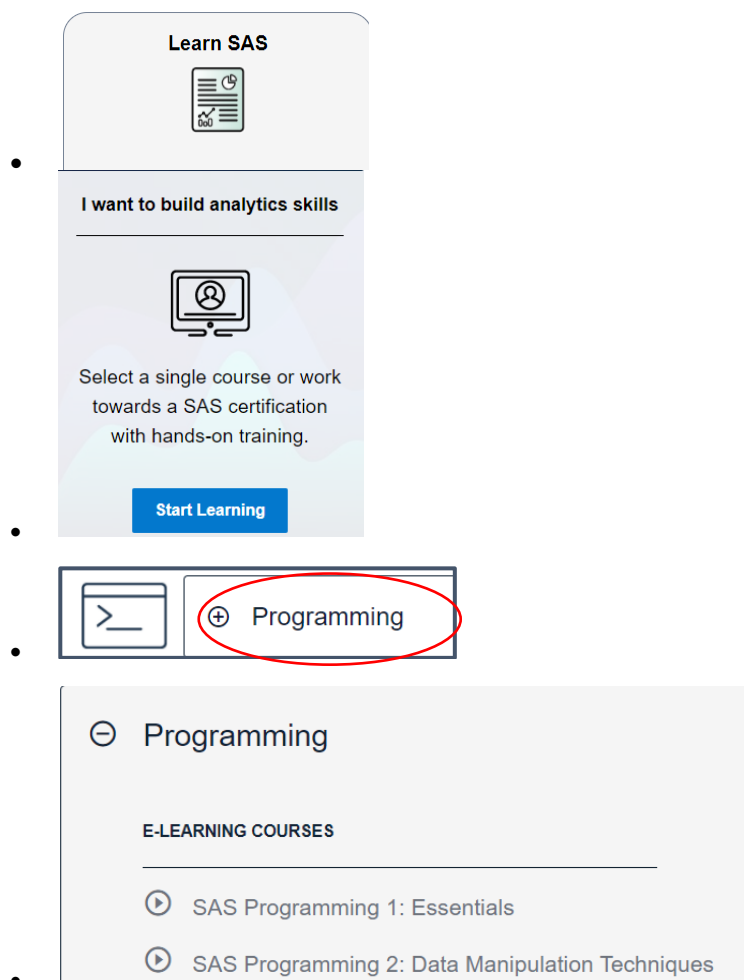 Learn SAS
I want to build analytics skills
Select a single course or work
towards a SAS certification
with hands-on training.
Start Learning
Programming
Programming
E-LEARNING COURSES
SAS Programming 1: Essentials
SAS Programming 2: Data Manipulation Techniques